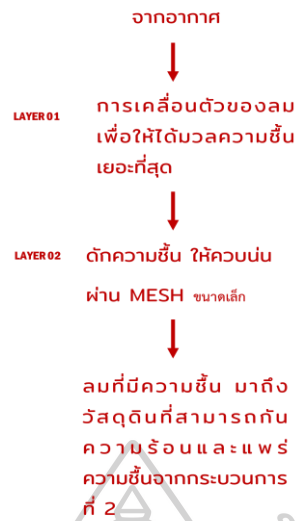 จากอากาศ
LAYER 01
การเคลื่อนตัวของลม
เพื่อให้ได้มวลความชื้น
เยอะที่สุด
LAYER 02
ดักความชื้น ให้ควบน่น
ผ่าน MESH ขนาดเล็ก
ลมที่มีความชื้น มาถึง
วัสดุดินที่สามารถกัน
ความร้อนและแพร่
ความชื้นจากกระบวนการ
ที่ 2